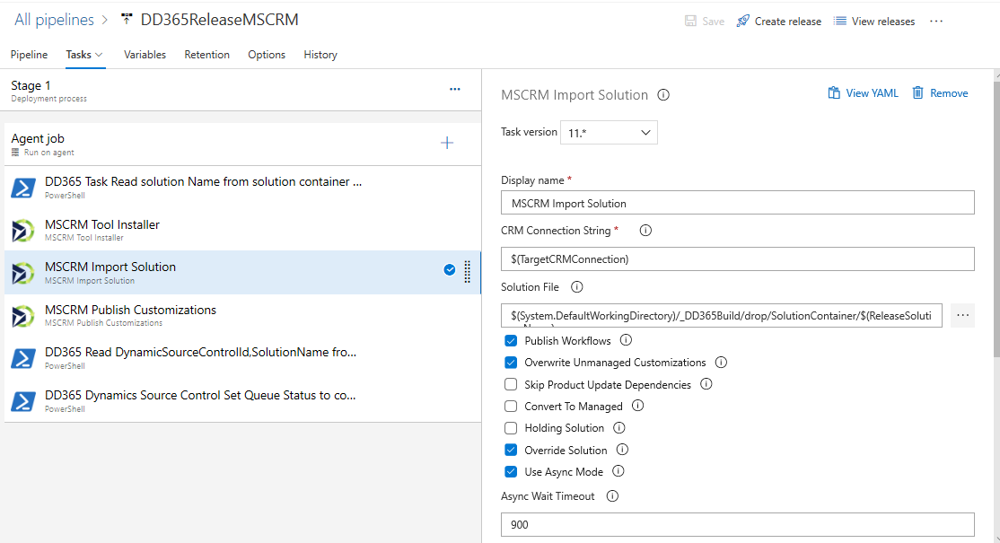 All pipelines > DD365ReleaseMSCRM
Save Create release View releases ...
Pipeline Tasks Variables Retention Options History
Stage 1
Deployment process
...
Agent job
Run on agent
+
DD365 Task Read solution Name from solution container ...
PowerShell
MSCRM Tool Installer
MSCRM Tool Installer
MSCRM Import Solution
MSCRM Import Solution
MSCRM Publish Customizations
MSCRM Publish Customizations
DD365 Read DynamicSourceControlId,SolutionName fro...
PowerShell
DD365 Dynamics Source Control Set Queue Status to co...
PowerShell
MSCRM Import Solution
View YAML Remove
Task version 11.*
Display name *
MSCRM Import Solution
CRM Connection String *
$(TargetCRMConnection)
Solution File
$(System.DefaultWorkingDirectory)/_DD365Build/drop/SolutionContainer/$(ReleaseSoluti
...
Publish Workflows
Overwrite Unmanaged Customizations
Skip Product Update Dependencies
Convert To Managed
Holding Solution
Override Solution
Use Async Mode
Async Wait Timeout
900